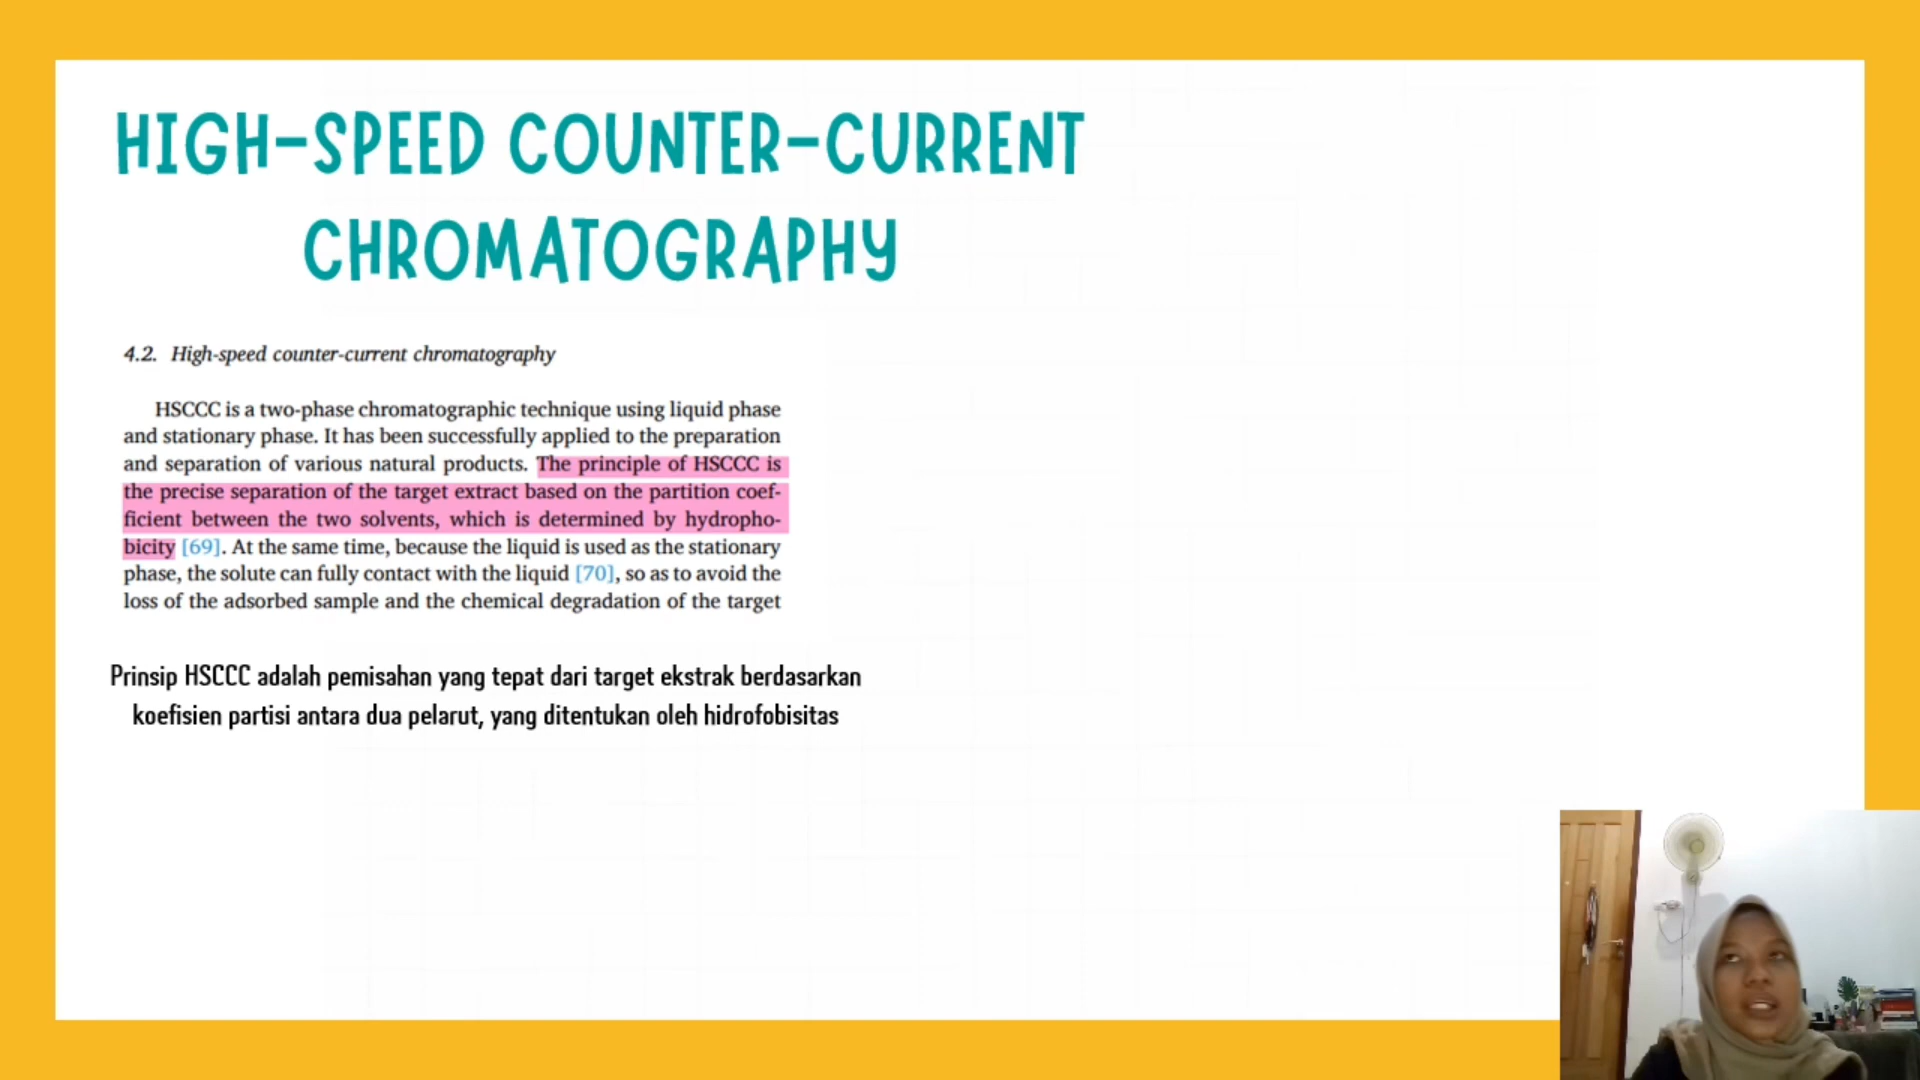 HIGH-SPEED COUNTER-CURRENT
CHROMATOGRAPHY
4.2. High-speed counter-current chromatography
HSCCC is a two-phase chromatographic technique using liquid phase
and stationary phase. It has been successfully applied to the preparation
and separation of various natural products. The principle of HSCCC is
the precise separation of the target extract based on the partition coef-
ficient between the two solvents, which is determined by hydropho-
bicity [69]. At the same time, because the liquid is used as the stationary
phase, the solute can fully contact with the liquid [70], so as to avoid the
loss of the adsorbed sample and the chemical degradation of the target
Prinsip HSCCC adalah pemisahan yang tepat dari target ekstrak berdasarkan
koefisien partisi antara dua pelarut, yang ditentukan oleh hidrofobisitas